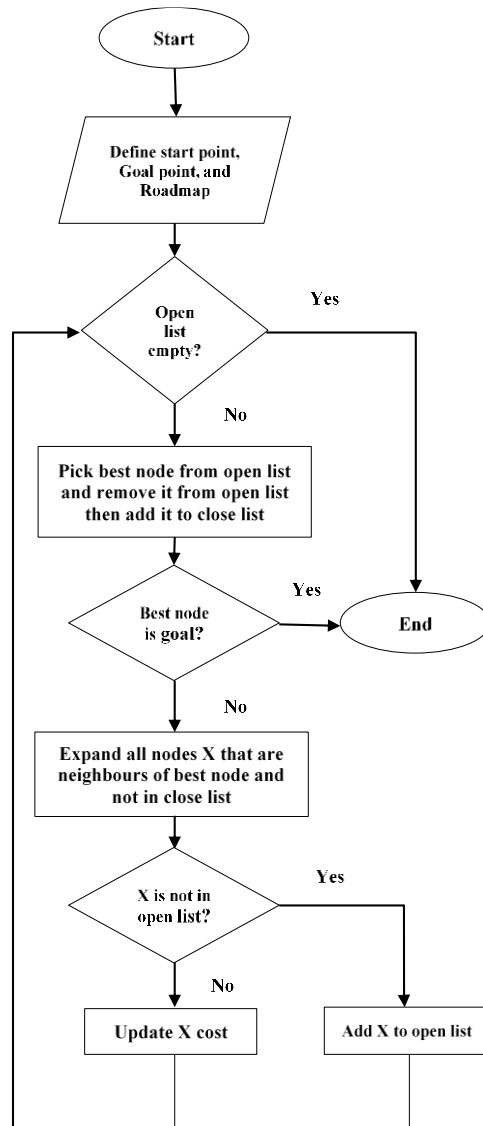 Start
Define start point,
Goal point, and
Roadmap
Open
list
empty?
Yes
No
Pick best node from open list
and remove it from open list
then add it to close list
Best node
is goal?
Yes
End
No
Expand all nodes X that are
neighbours of best node and
not in close list
X is not in
open list?
Yes
No
Update X cost
Add X to open list